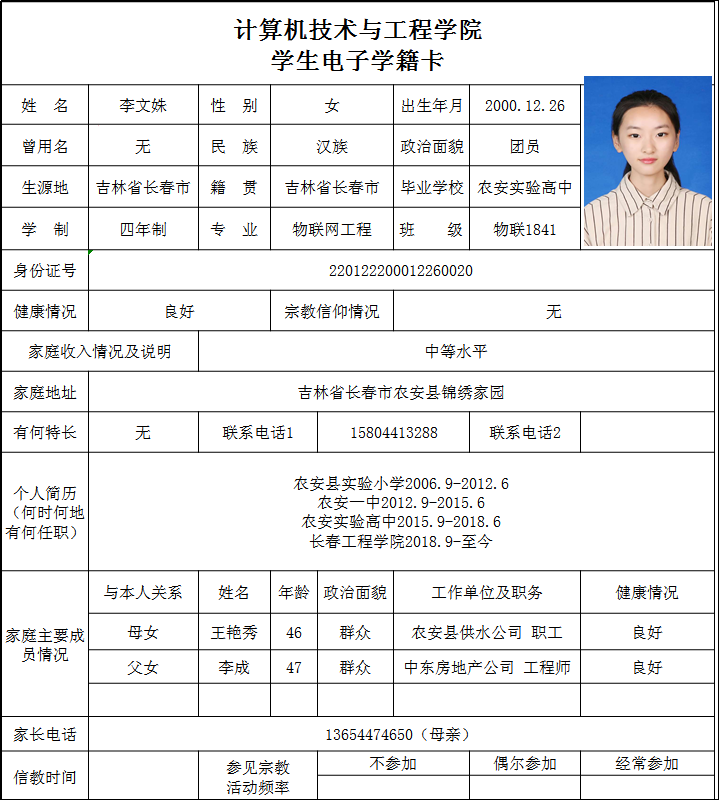 计算机技术与工程学院
学生电子学籍卡
姓 名 李文姝 性 别 女 出生年月 2000.12.26
曾用名 无 民 族 汉族 政治面貌 团员
生源地 吉林省长春市 籍 贯 吉林省长春市 毕业学校 农安实验高中
学 制 四年制 专 业 物联网工程 班 级 物联1841
身份证号 220122200012260020
健康情况 良好 宗教信仰情况 无
家庭收入情况及说明 中等水平
家庭地址 吉林省长春市农安县锦绣家园
有何特长 无 联系电话1 15804413288 联系电话2
个人简历
（何时何地
有何任职）
农安县实验小学2006.9-2012.6
农安一中2012.9-2015.6
农安实验高中2015.9-2018.6
长春工程学院2018.9-至今
家庭主要成
员情况
与本人关系 姓名 年龄 政治面貌 工作单位及职务 健康情况
母女 王艳秀 46 群众 农安县供水公司 职工 良好
父女 李成 47 群众 中东房地产公司 工程师 良好
家长电话 13654474650（母亲）
信教时间
参见宗教
活动频率
不参加 偶尔参加 经常参加